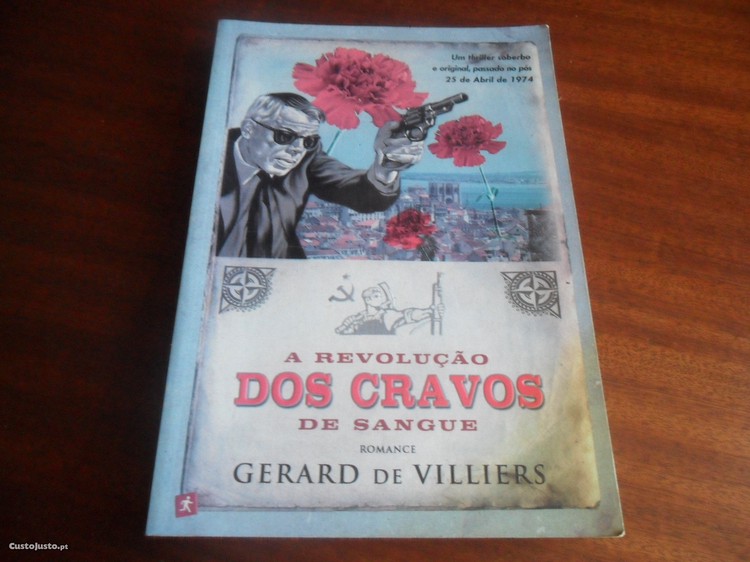 Um thriller soberbo
e original, passado no pós
25 de Abril de 1974
A REVOLUÇÃO
DOS CRAVOS
DE SANGUE
ROMANCE
GERARD DE VILLIERS
CustoJusto.pt